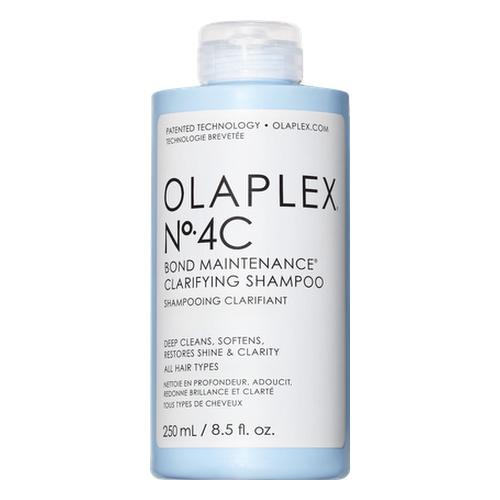 PATENTED TECHNOLOGY • OLAPLEX.COM
TECHNOLOGIE BREVETÉE
OLAPLEX®
Nº.4C
BOND MAINTENANCE®
CLARIFYING SHAMPOO
SHAMPOOING CLARIFIANT
DEEP CLEANS, SOFTENS,
RESTORES SHINE & CLARITY
ALL HAIR TYPES
NETTOIE EN PROFONDEUR, ADOUCIT,
REDONNE BRILLANCE ET CLARTÉ
TOUS TYPES DE CHEVEUX
250 mL / 8.5 fl. oz.